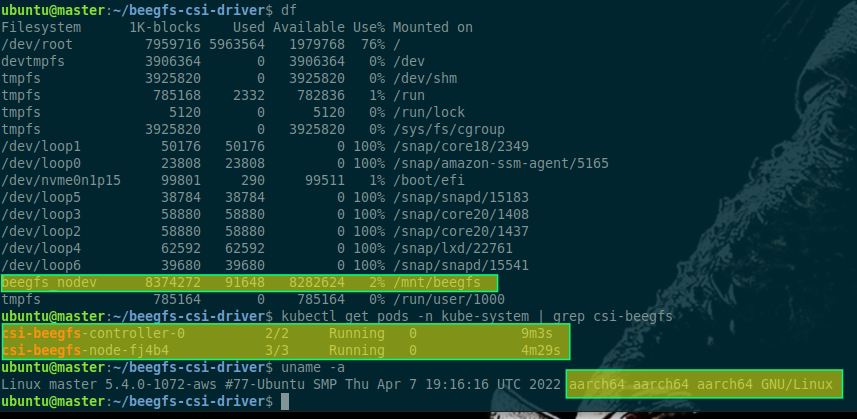 ubuntu@master:~/beegfs-csi-driver$ df
Filesystem 1K-blocks Used Available Use% Mounted on
/dev/root 7959716 5963564 1979768 76% /
devtmpfs 3906364 0 3906364 0% /dev
tmpfs 3925820 0 3925820 0% /dev/shm
tmpfs 785168 2332 782836 1% /run
tmpfs 5120 0 5120 0% /run/lock
tmpfs 3925820 0 3925820 0% /sys/fs/cgroup
/dev/loop1 50176 50176 0 100% /snap/core18/2349
/dev/loop0 23808 23808 0 100% /snap/amazon-ssm-agent/5165
/dev/nvme0n1p15 99801 290 99511 1% /boot/efi
/dev/loop5 38784 38784 0 100% /snap/snapd/15183
/dev/loop3 58880 58880 0 100% /snap/core20/1408
/dev/loop2 58880 58880 0 100% /snap/core20/1437
/dev/loop4 62592 62592 0 100% /snap/lxd/22761
/dev/loop6 39680 39680 0 100% /snap/snapd/15541
beegfs_nodev 8374272 91648 8282624 2% /mnt/beegfs
tmpfs 785164 0 785164 0% /run/user/1000
ubuntu@master:~/beegfs-csi-driver$ kubectl get pods -n kube-system | grep csi-beegfs
csi-beegfs-controller-0 2/2 Running 0 9m3s
csi-beegfs-node-fj4b4 3/3 Running 0 4m29s
ubuntu@master:~/beegfs-csi-driver$ uname -a
Linux master 5.4.0-1072-aws #77-Ubuntu SMP Thu Apr 7 19:16:16 UTC 2022 aarch64 aarch64 aarch64 GNU/Linux
ubuntu@master:~/beegfs-csi-driver$